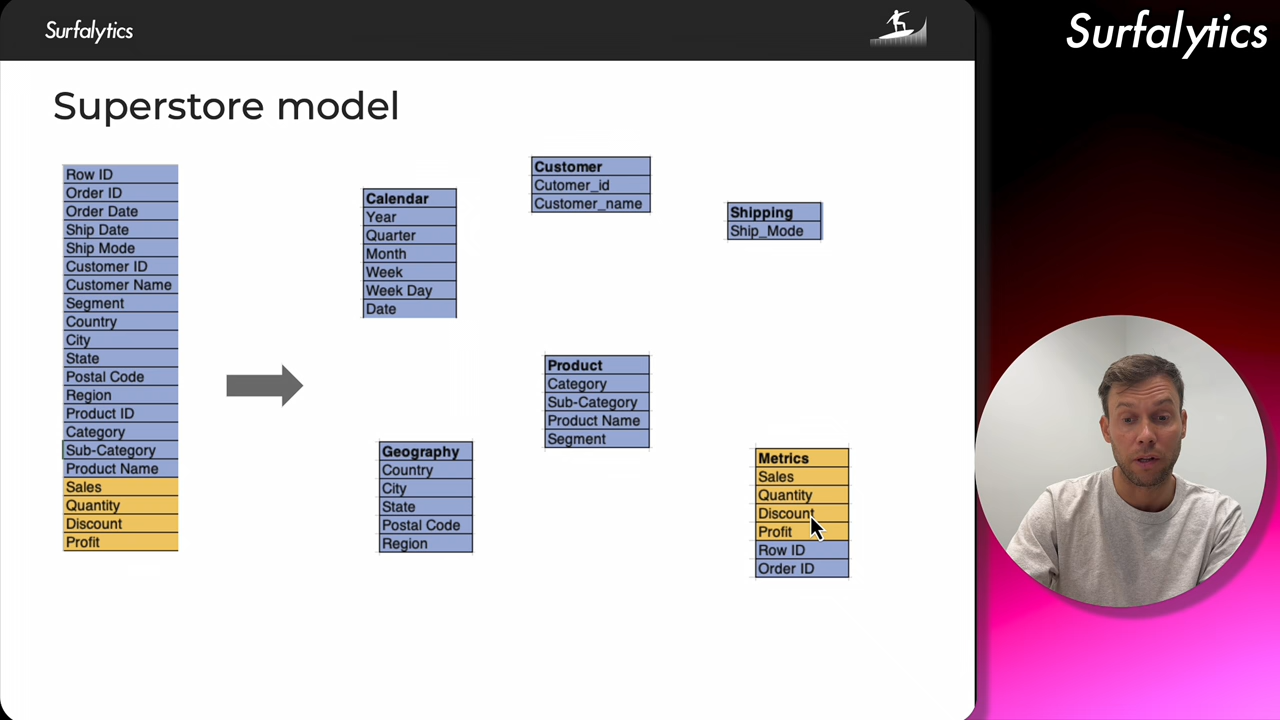 Surfalytics
Surfalytics
Superstore model
Row ID
Order ID
Order Date
Ship Date
Ship Mode
Customer ID
Customer Name
Segment
Country
City
State
Postal Code
Region
Product ID
Category
Sub-Category
Product Name
Sales
Quantity
Discount
Profit
Calendar
Year
Quarter
Month
Week
Week Day
Date
Customer
Cutomer_id
Customer_name
Shipping
Ship_Mode
Geography
Country
City
State
Postal Code
Region
Product
Category
Sub-Category
Product Name
Segment
Metrics
Sales
Quantity
Discount
Profit
Row ID
Order ID